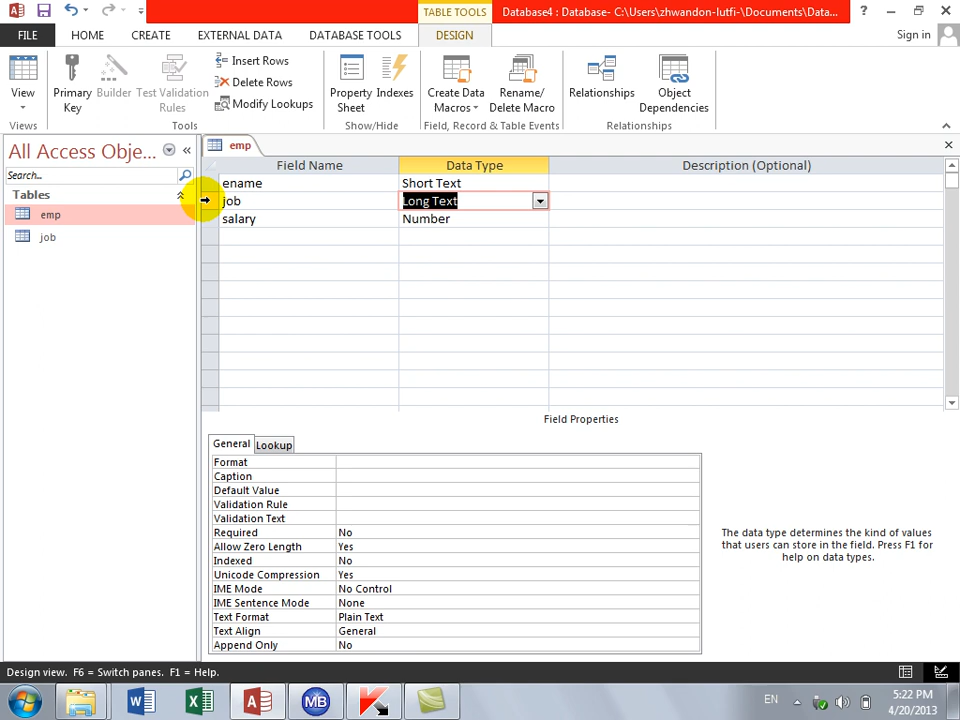 TABLE TOOLS
Database4 : Database- C:\Users\zhwandon-lutfi-\Documents\Data...
?
FILE
HOME
CREATE
EXTERNAL DATA
DATABASE TOOLS
DESIGN
Sign in
View
Primary Key
Builder
Test Validation Rules
Insert Rows
Delete Rows
Modify Lookups
Property Sheet
Indexes
Create Data Macros
Rename/ Delete Macro
Relationships
Object Dependencies
Views
Tools
Show/Hide
Field, Record & Table Events
Relationships
All Access Obje...
Search...
Tables
emp
job
emp
Field Name
Data Type
Description (Optional)
ename
Short Text
job
Long Text
salary
Number
Field Properties
General
Lookup
Format
Caption
Default Value
Validation Rule
Validation Text
Required
No
Allow Zero Length
Yes
Indexed
No
Unicode Compression
Yes
IME Mode
No Control
IME Sentence Mode
None
Text Format
Plain Text
Text Align
General
Append Only
No
The data type determines the kind of values
that users can store in the field. Press F1 for
help on data types.
Design view. F6 = Switch panes. F1 = Help.
MB
EN
5:22 PM
4/20/2013